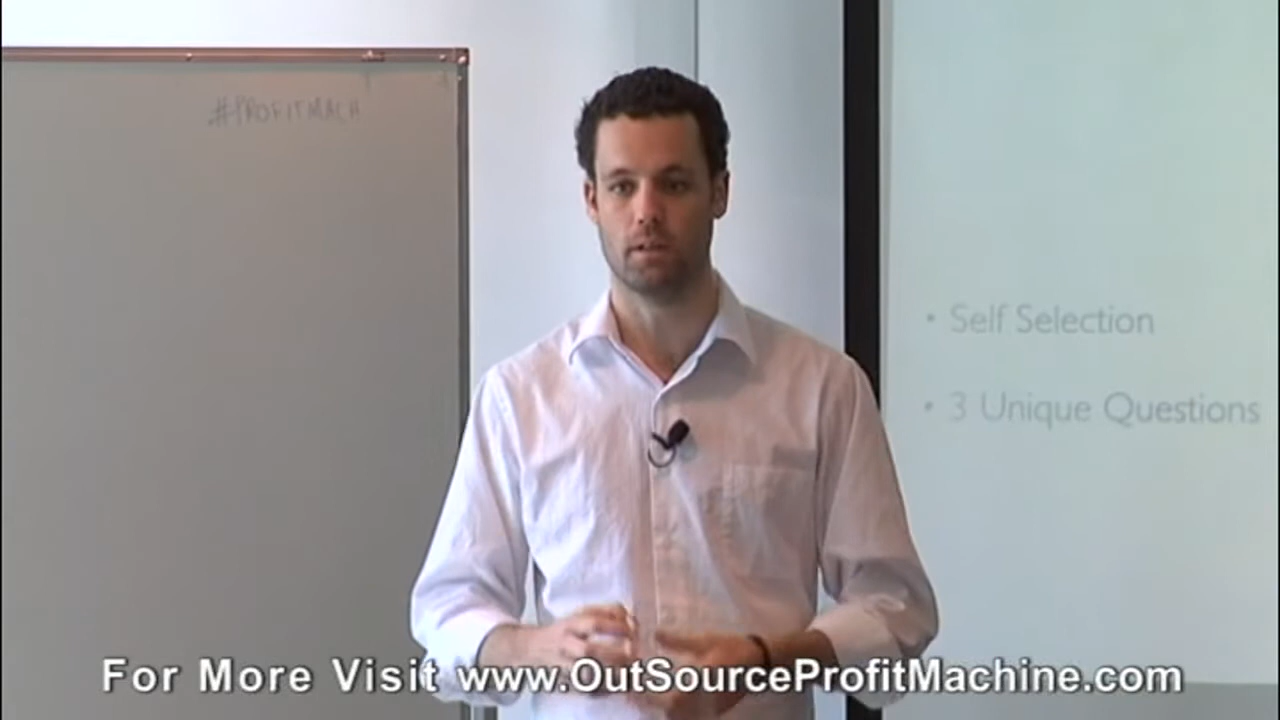 #PROFITMACH
• Self Selection
• 3 Unique Questions
For More Visit www.OutSourceProfitMachine.com